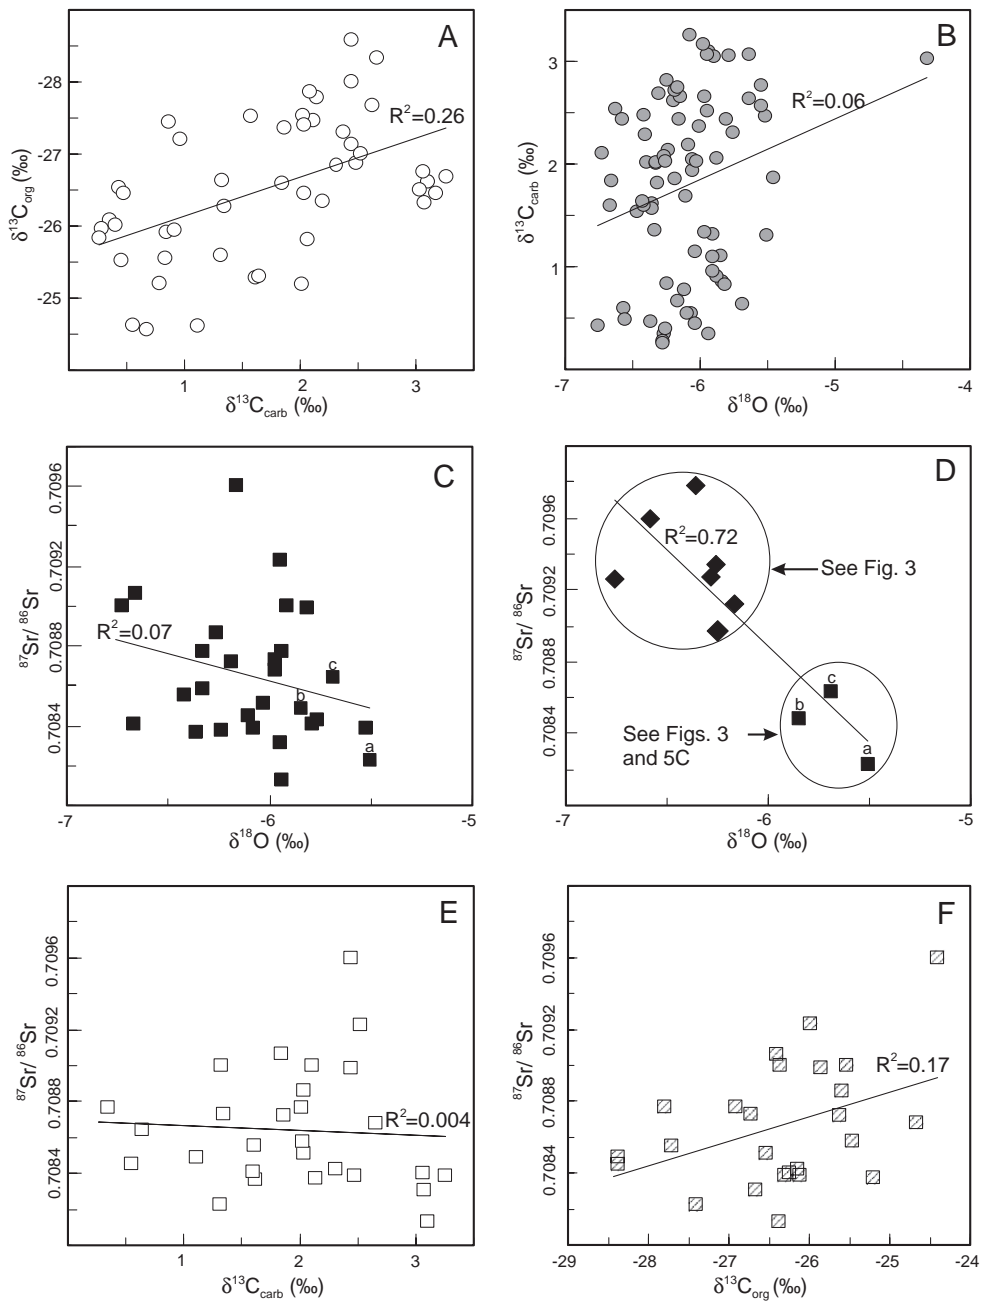 A
-28
-27
-26
-25
δ¹³Corg (‰)
R²=0.26
1
2
3
δ¹³Ccarb (‰)
B
3
2
1
δ¹³Ccarb (‰)
R²=0.06
-7
-6
-5
-4
δ¹⁸O (‰)
C
0.7096
0.7092
0.7088
0.7084
⁸⁷Sr/ ⁸⁶Sr
R²=0.07
c
b
a
-7
-6
-5
δ¹⁸O (‰)
D
0.7096
0.7092
0.7088
0.7084
⁸⁷Sr/ ⁸⁶Sr
R²=0.72
See Fig. 3
c
b
a
See Figs. 3
and 5C
-7
-6
-5
δ¹⁸O (‰)
E
0.7096
0.7092
0.7088
0.7084
⁸⁷Sr/ ⁸⁶Sr
R²=0.004
1
2
3
δ¹³Ccarb (‰)
F
0.7096
0.7092
0.7088
0.7084
⁸⁷Sr/ ⁸⁶Sr
R²=0.17
-29
-28
-27
-26
-25
-24
δ¹³Corg (‰)